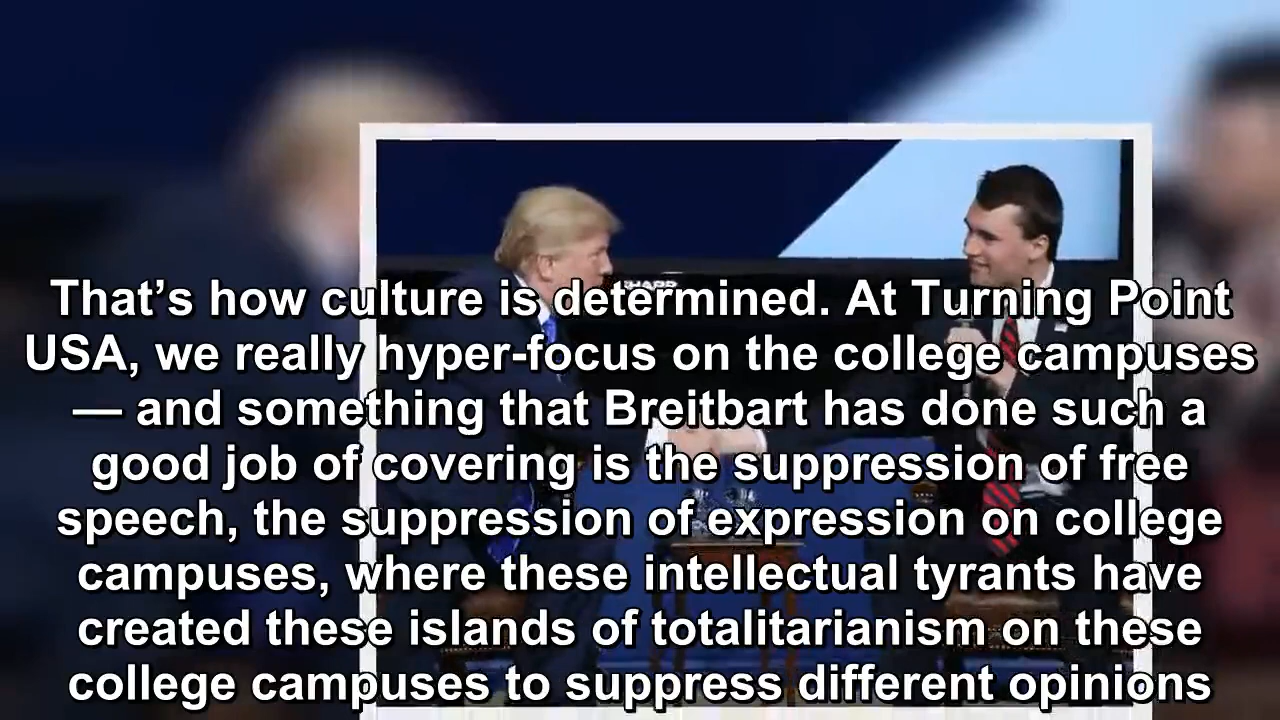 SHARP
That’s how culture is determined. At Turning Point
USA, we really hyper-focus on the college campuses
— and something that Breitbart has done such a
good job of covering is the suppression of free
speech, the suppression of expression on college
campuses, where these intellectual tyrants have
created these islands of totalitarianism on these
college campuses to suppress different opinions